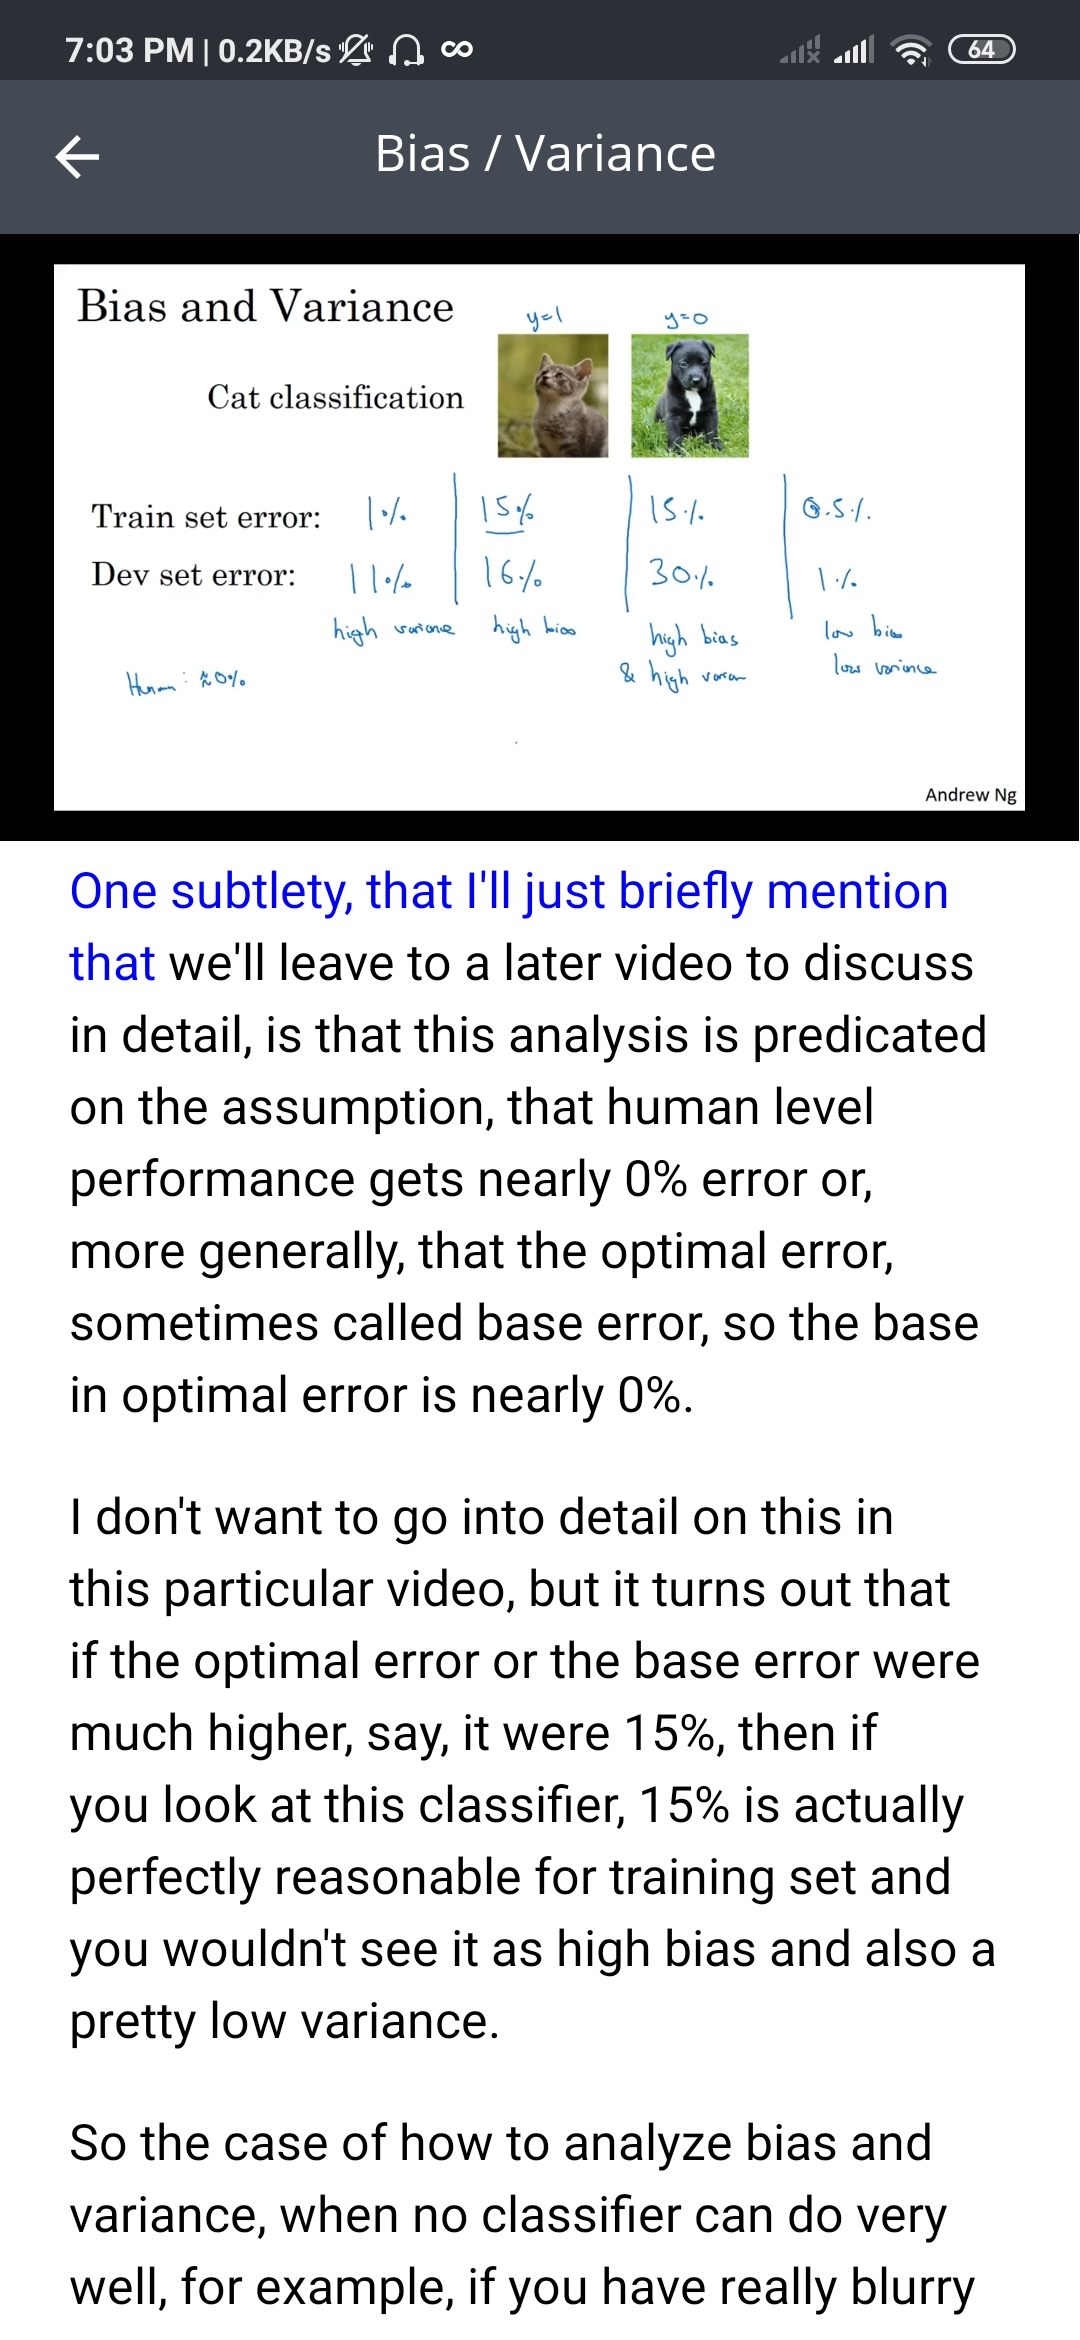 7:03 PM | 0.2KB/s
64
Bias / Variance
Bias and Variance
y=1 y=0
Cat classification
Train set error: 1% 15% 15% 0.5%
Dev set error: 11% 16% 30% 1%
high variance high bias high bias low bias
& high varian low variance
Human: ≈0%
Andrew Ng
One subtlety, that I'll just briefly mention
that we'll leave to a later video to discuss
in detail, is that this analysis is predicated
on the assumption, that human level
performance gets nearly 0% error or,
more generally, that the optimal error,
sometimes called base error, so the base
in optimal error is nearly 0%.
I don't want to go into detail on this in
this particular video, but it turns out that
if the optimal error or the base error were
much higher, say, it were 15%, then if
you look at this classifier, 15% is actually
perfectly reasonable for training set and
you wouldn't see it as high bias and also a
pretty low variance.
So the case of how to analyze bias and
variance, when no classifier can do very
well, for example, if you have really blurry